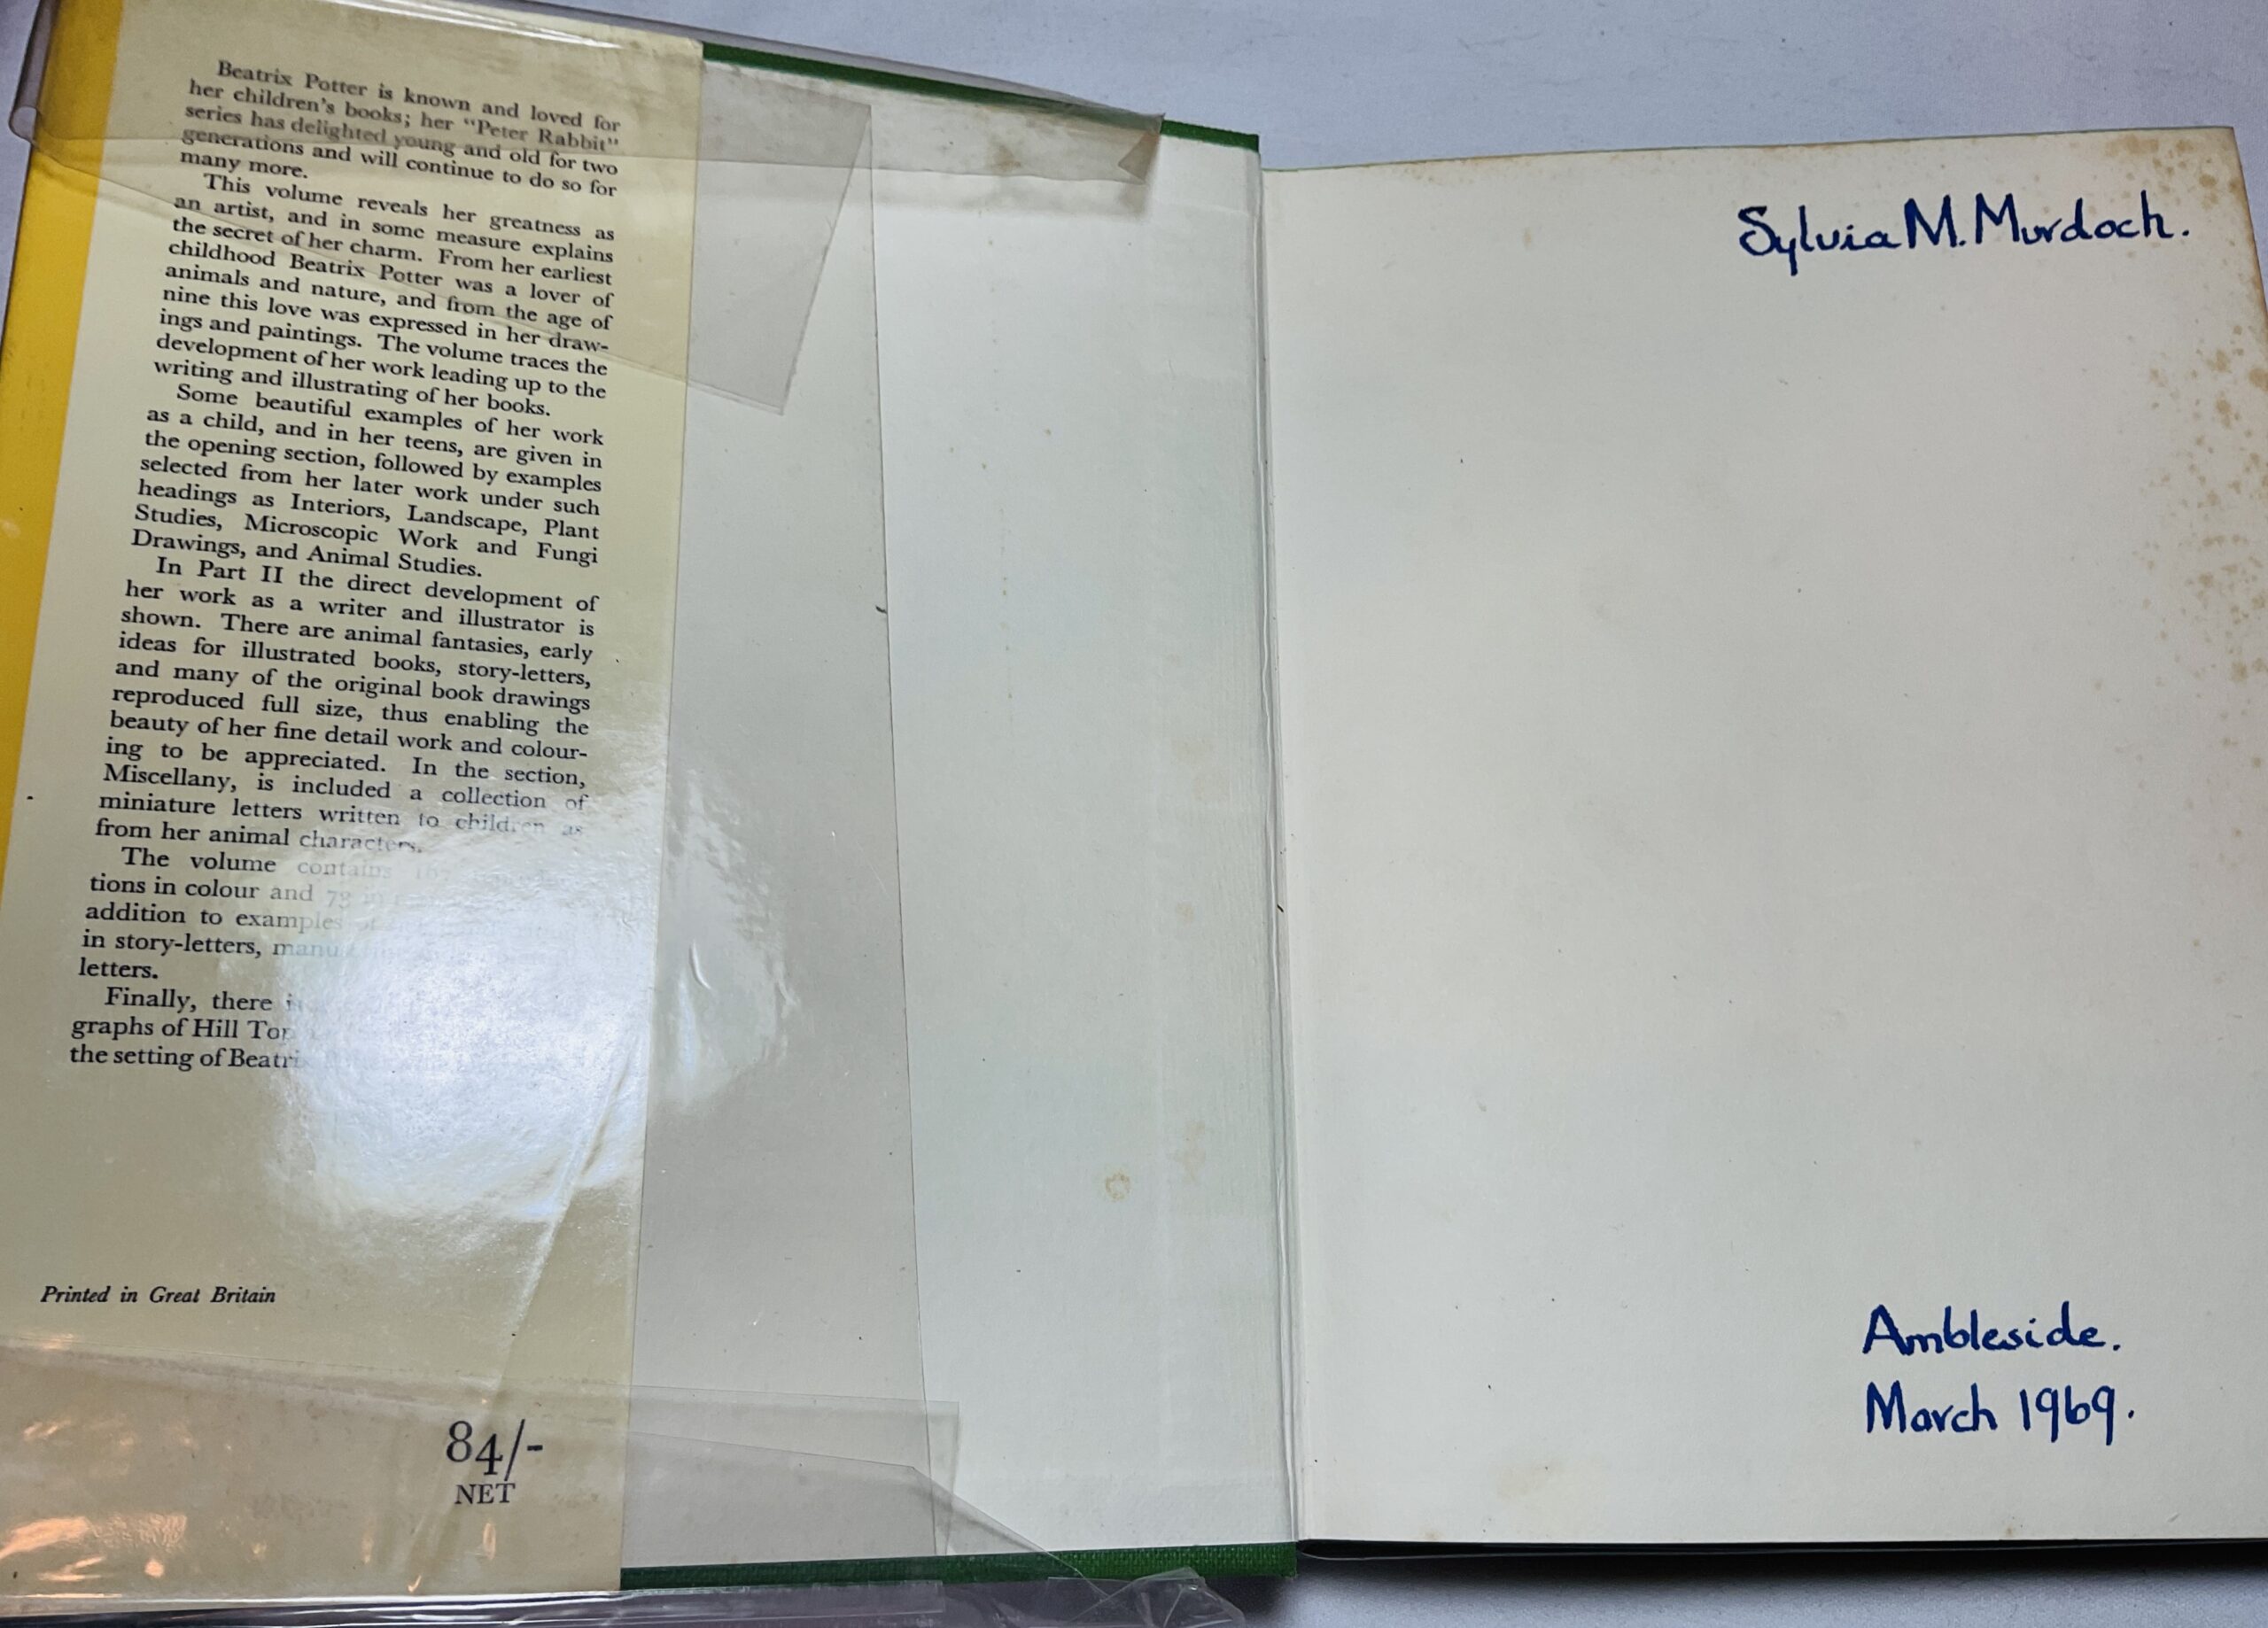 Beatrix Potter is known and loved for
her children's books; her "Peter Rabbit"
series has delighted young and old for two
generations and will continue to do so for
many more.
This volume reveals her greatness as
an artist, and in some measure explains
the secret of her charm. From her earliest
childhood Beatrix Potter was a lover of
animals and nature, and from the age of
nine this love was expressed in her draw-
ings and paintings. The volume traces the
development of her work leading up to the
writing and illustrating of her books.
Some beautiful examples of her work
as a child, and in her teens, are given in
the opening section, followed by examples
selected from her later work under such
headings as Interiors, Landscape, Plant
Studies, Microscopic Work and Fungi
Drawings, and Animal Studies.
In Part II the direct development of
her work as a writer and illustrator is
shown. There are animal fantasies, early
ideas for illustrated books, story-letters,
and many of the original book drawings
reproduced full size, thus enabling the
beauty of her fine detail work and colour-
ing to be appreciated. In the section,
Miscellany, is included a collection of
miniature letters written to children as
from her animal characters.
The volume contains
tions in colour and
addition to examples
in story-letters,
letters.
Finally, there
graphs of Hill Top
the setting of
Printed in Great Britain
84/-
NET
Sylvia M. Murdoch.
Ambleside.
March 1969.